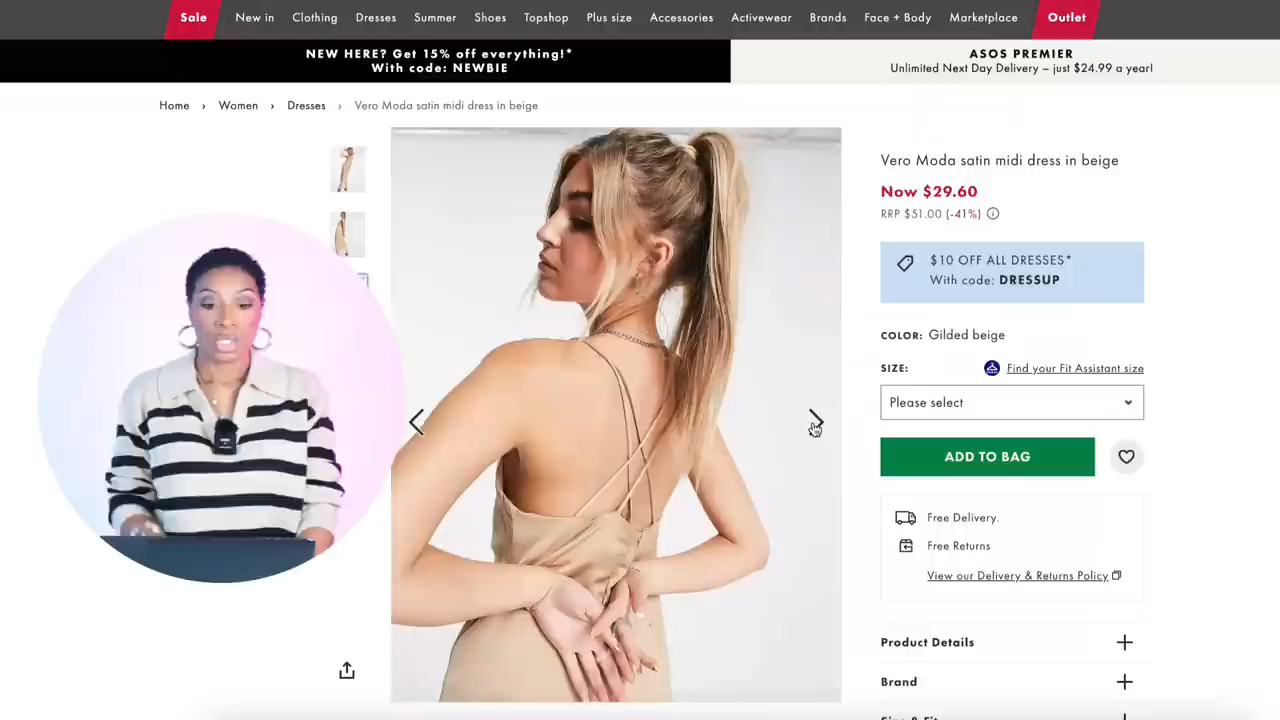 Sale New in Clothing Dresses Summer Shoes Topshop Plus size Accessories Activewear Brands Face + Body Marketplace Outlet
NEW HERE? Get 15% off everything!*
With code: NEWBIE
ASOS PREMIER
Unlimited Next Day Delivery – just $24.99 a year!
Home › Women › Dresses › Vero Moda satin midi dress in beige
Vero Moda satin midi dress in beige
Now $29.60
RRP $51.00 (-41%)
$10 OFF ALL DRESSES*
With code: DRESSUP
COLOR: Gilded beige
SIZE: Find your Fit Assistant size
Please select
ADD TO BAG
Free Delivery.
Free Returns
View our Delivery & Returns Policy
Product Details
Brand
Size & Fit